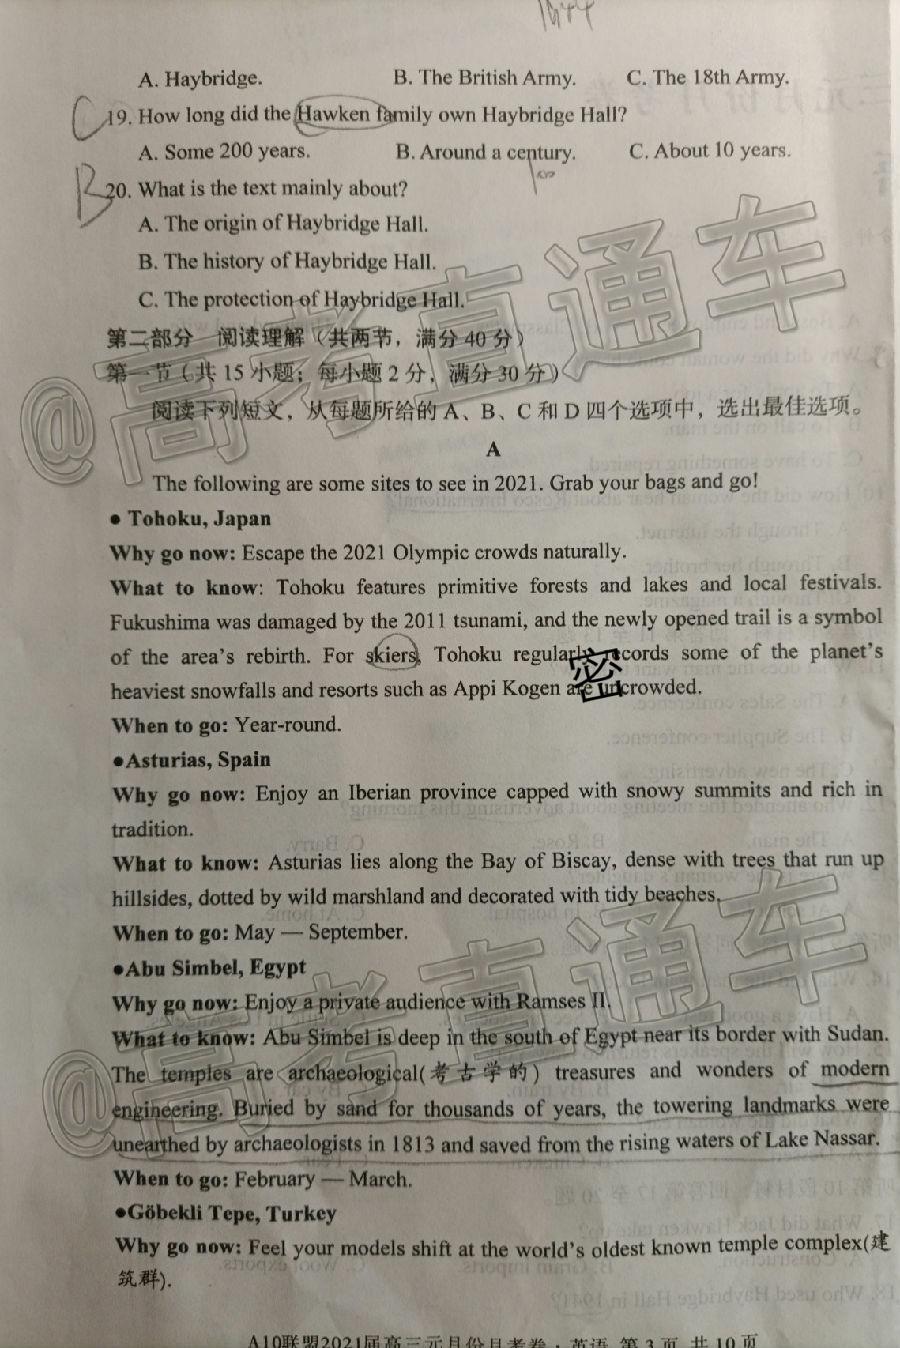 A. Haybridge. B. The British Army. C. The 18th Army.
C 19. How long did the Hawken family own Haybridge Hall?
A. Some 200 years. B. Around a century. C. About 10 years.
B 20. What is the text mainly about?
A. The origin of Haybridge Hall.
B. The history of Haybridge Hall.
C. The protection of Haybridge Hall.
第二部分 阅读理解（共两节，满分 40 分）
第一节（共 15 小题；每小题 2 分，满分 30 分）
阅读下列短文，从每题所给的 A、B、C 和 D 四个选项中，选出最佳选项。
@高考直通车
A
The following are some sites to see in 2021. Grab your bags and go!
● Tohoku, Japan
Why go now: Escape the 2021 Olympic crowds naturally.
What to know: Tohoku features primitive forests and lakes and local festivals.
Fukushima was damaged by the 2011 tsunami, and the newly opened trail is a symbol
of the area's rebirth. For skiers, Tohoku regularly records some of the planet's
密
heaviest snowfalls and resorts such as Appi Kogen are uncrowded.
When to go: Year-round.
●Asturias, Spain
Why go now: Enjoy an Iberian province capped with snowy summits and rich in
tradition.
What to know: Asturias lies along the Bay of Biscay, dense with trees that run up
hillsides, dotted by wild marshland and decorated with tidy beaches.
When to go: May — September.
●Abu Simbel, Egypt
Why go now: Enjoy a private audience with Ramses II.
What to know: Abu Simbel is deep in the south of Egypt near its border with Sudan.
@高考直通车
The temples are archaeological(考古学的) treasures and wonders of modern
engineering. Buried by sand for thousands of years, the towering landmarks were
unearthed by archaeologists in 1813 and saved from the rising waters of Lake Nassar.
When to go: February — March.
●Göbekli Tepe, Turkey
Why go now: Feel your models shift at the world's oldest known temple complex(建
筑群).
A10联盟2021届高三元月份月考卷·英语 第 3 页 共 10 页